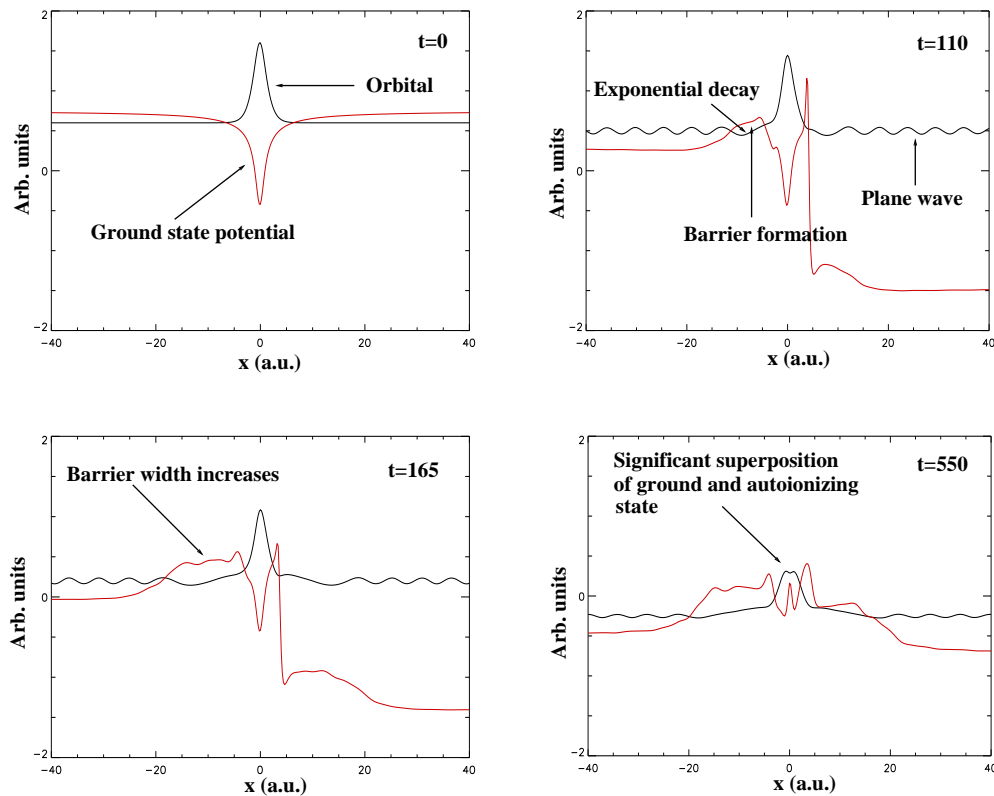 2
t=0
Orbital
Arb. units
0
Ground state potential
−2
−40
−20
0
20
40
x (a.u.)
2
t=110
Exponential decay
Arb. units
0
Plane wave
Barrier formation
−2
−40
−20
0
20
40
x (a.u.)
2
Barrier width increases
t=165
Arb. units
0
−2
−40
−20
0
20
40
x (a.u.)
2
Significant superposition
of ground and autoionizing
state
t=550
Arb. units
0
−2
−40
−20
0
20
40
x (a.u.)